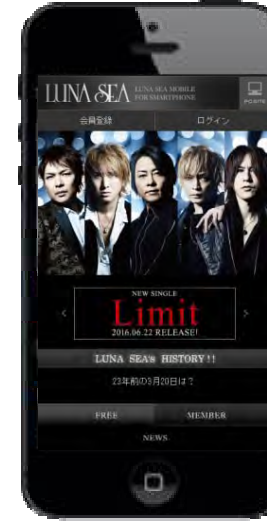 LUNA SEA
LUNA SEA MOBILE
FOR SMARTPHONE
会員登録
ログイン
NEW SINGLE
Limit
2016.06.22 RELEASE!
LUNA SEAs HISTORY!!
23年前の3月20日は?
FREE
MEMBER
NEWS